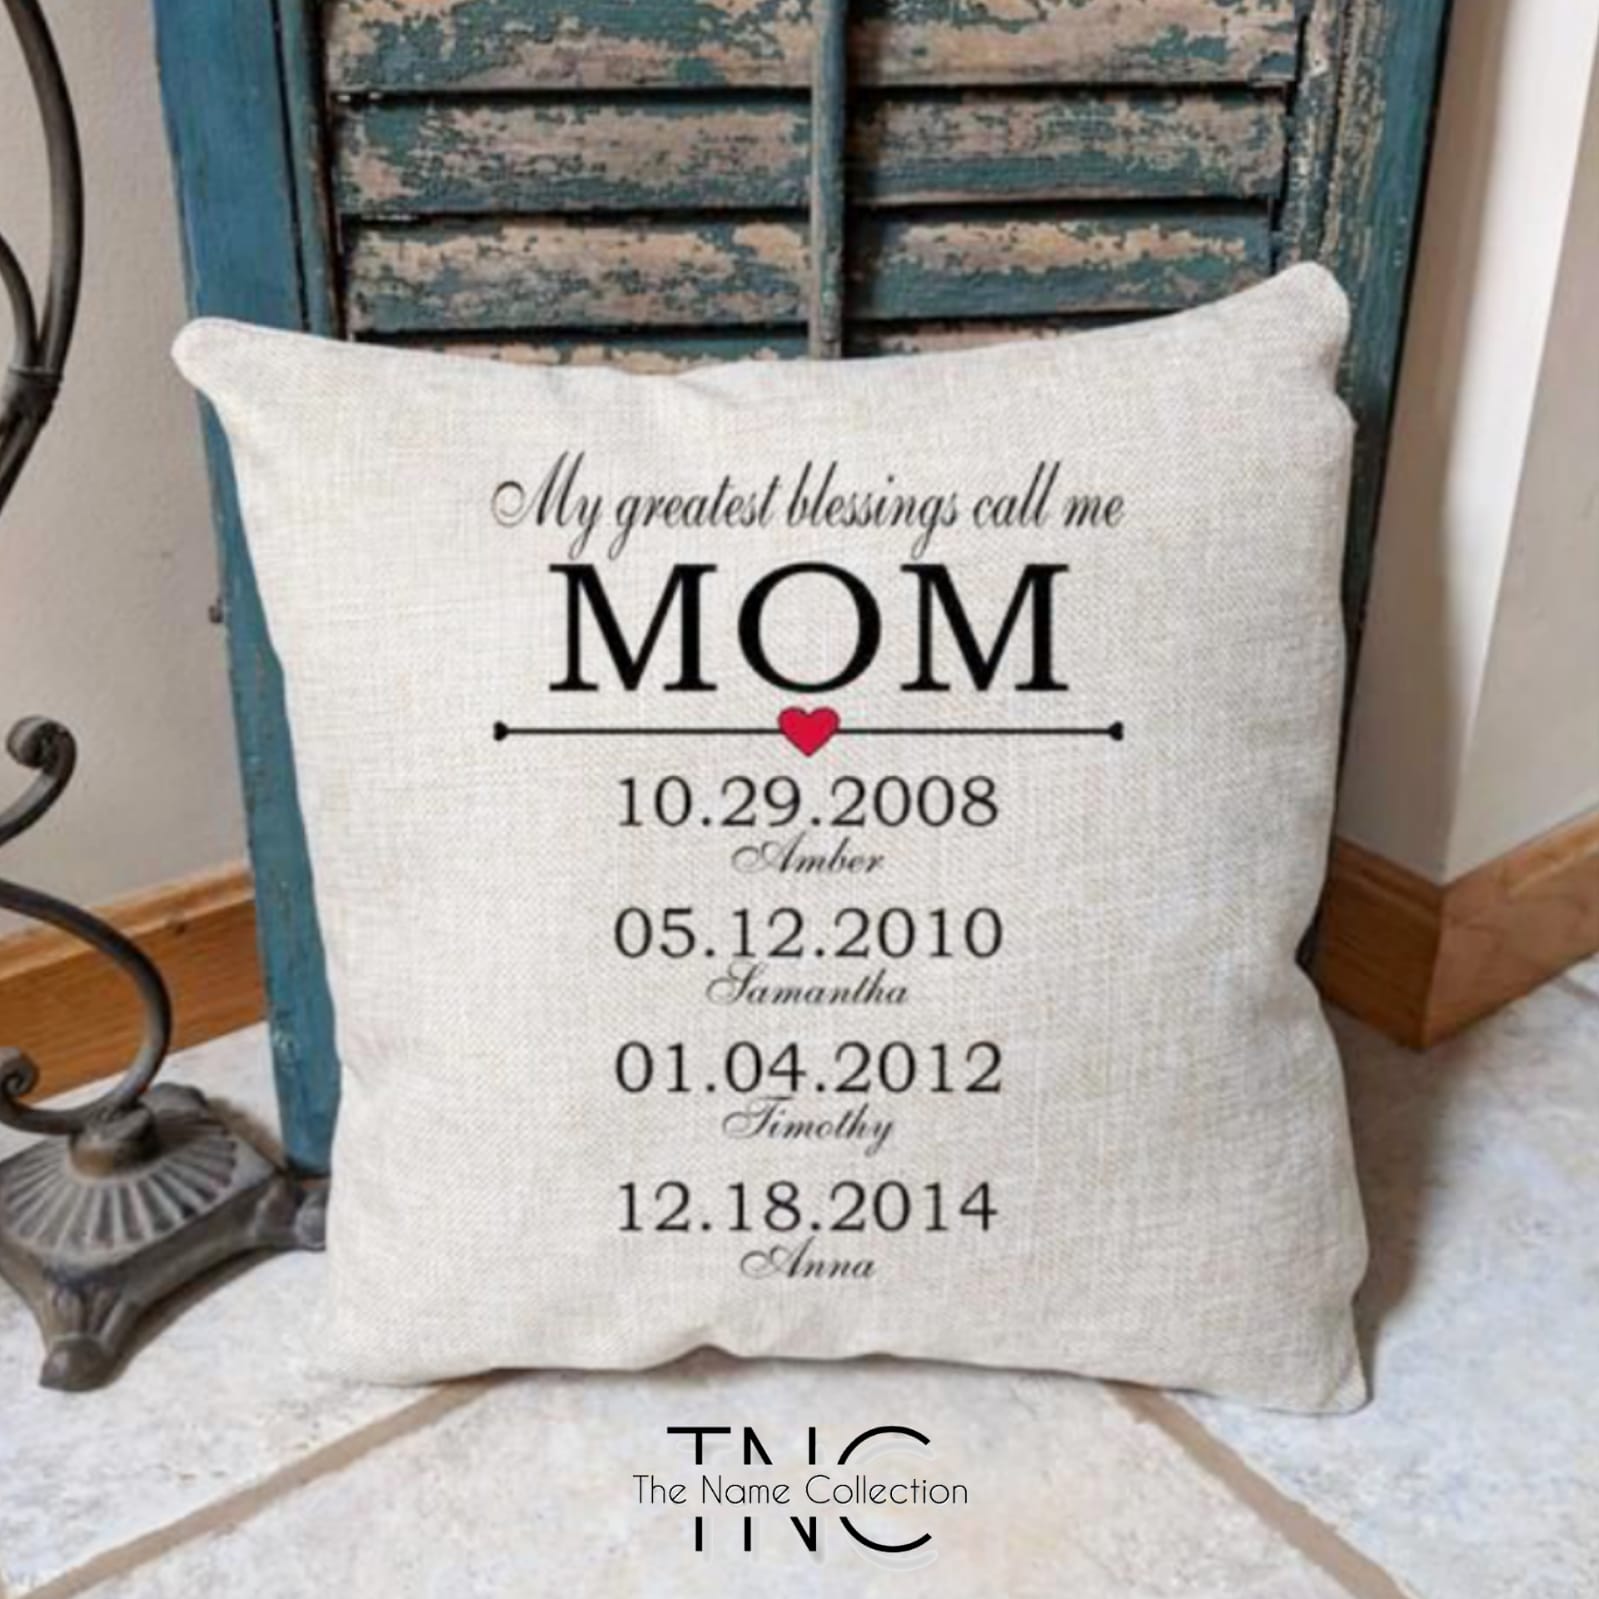 My greatest blessings call me
MOM
10.29.2008
Amber
05.12.2010
Samantha
01.04.2012
Timothy
12.18.2014
Anna
TNC
The Name Collection